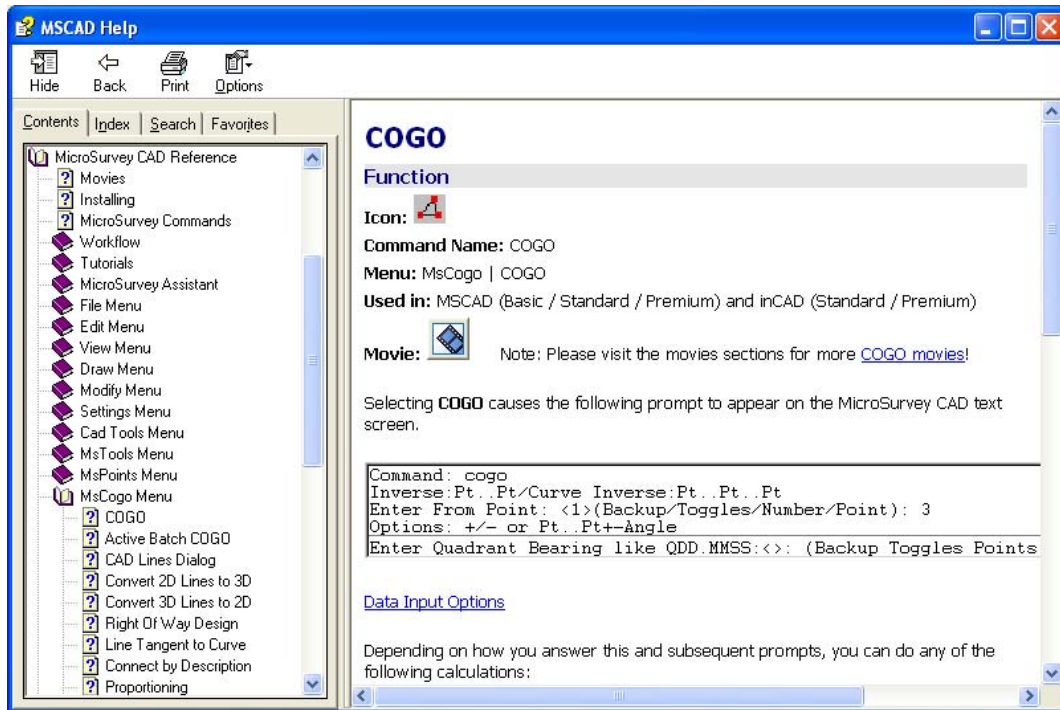 MSCAD Help
Hide Back Print Options
Contents Index Search Favorites
MicroSurvey CAD Reference
Movies
Installing
MicroSurvey Commands
Workflow
Tutorials
MicroSurvey Assistant
File Menu
Edit Menu
View Menu
Draw Menu
Modify Menu
Settings Menu
Cad Tools Menu
MsTools Menu
MsPoints Menu
MsCogo Menu
COGO
Active Batch COGO
CAD Lines Dialog
Convert 2D Lines to 3D
Convert 3D Lines to 2D
Right Of Way Design
Line Tangent to Curve
Connect by Description
Proportioning
COGO
Function
Icon:
Command Name: COGO
Menu: MsCogo | COGO
Used in: MSCAD (Basic / Standard / Premium) and inCAD (Standard / Premium)
Movie: Note: Please visit the movies sections for more COGO movies!
Selecting COGO causes the following prompt to appear on the MicroSurvey CAD text
screen.
Command: cogo
Inverse:Pt..Pt/Curve Inverse:Pt..Pt..Pt
Enter From Point: <1>(Backup/Toggles/Number/Point): 3
Options: +/- or Pt..Pt+-Angle
Enter Quadrant Bearing like QDD.MMSS:<>: (Backup Toggles Points
Data Input Options
Depending on how you answer this and subsequent prompts, you can do any of the
following calculations: